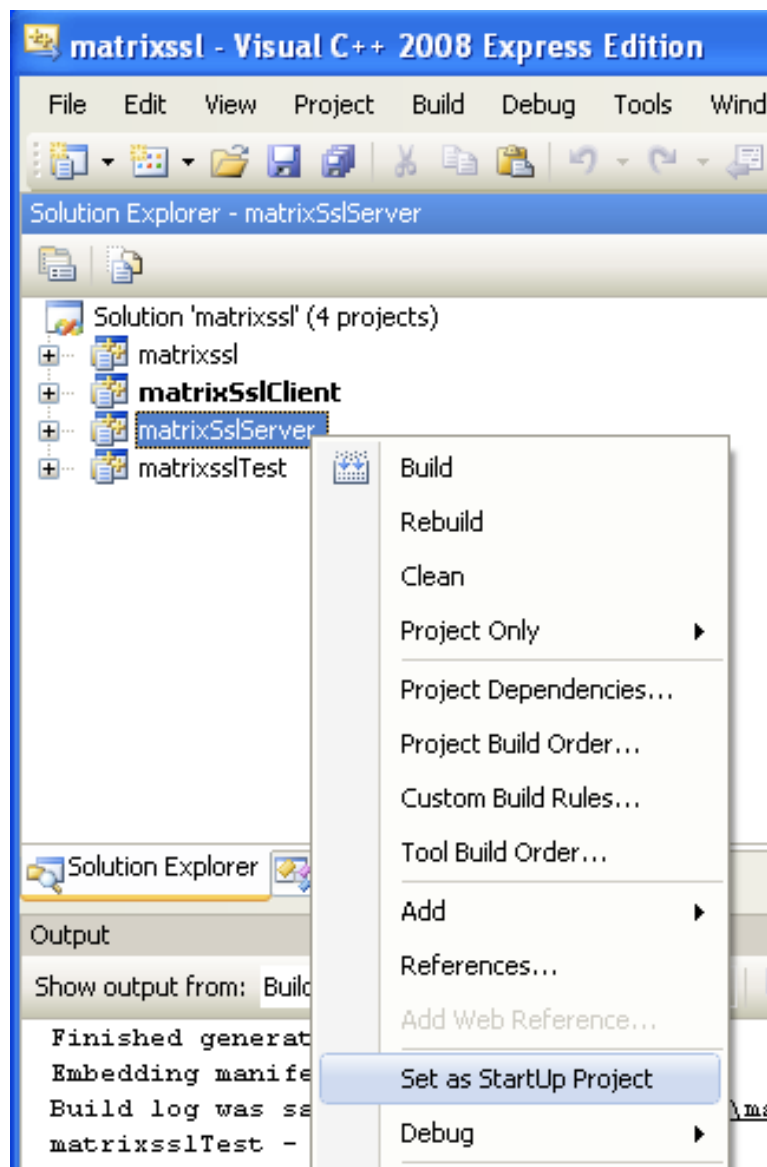 matrixssl - Visual C++ 2008 Express Edition
File Edit View Project Build Debug Tools Wind
Solution Explorer - matrixSslServer
Solution 'matrixssl' (4 projects)
matrixssl
matrixSslClient
matrixSslServer
matrixsslTest
Build
Rebuild
Clean
Project Only
Project Dependencies...
Project Build Order...
Custom Build Rules...
Tool Build Order...
Add
References...
Add Web Reference...
Set as StartUp Project
Debug
Solution Explorer
Output
Show output from: Build
Finished generat
Embedding manife
Build log was sa \ma
matrixsslTest -